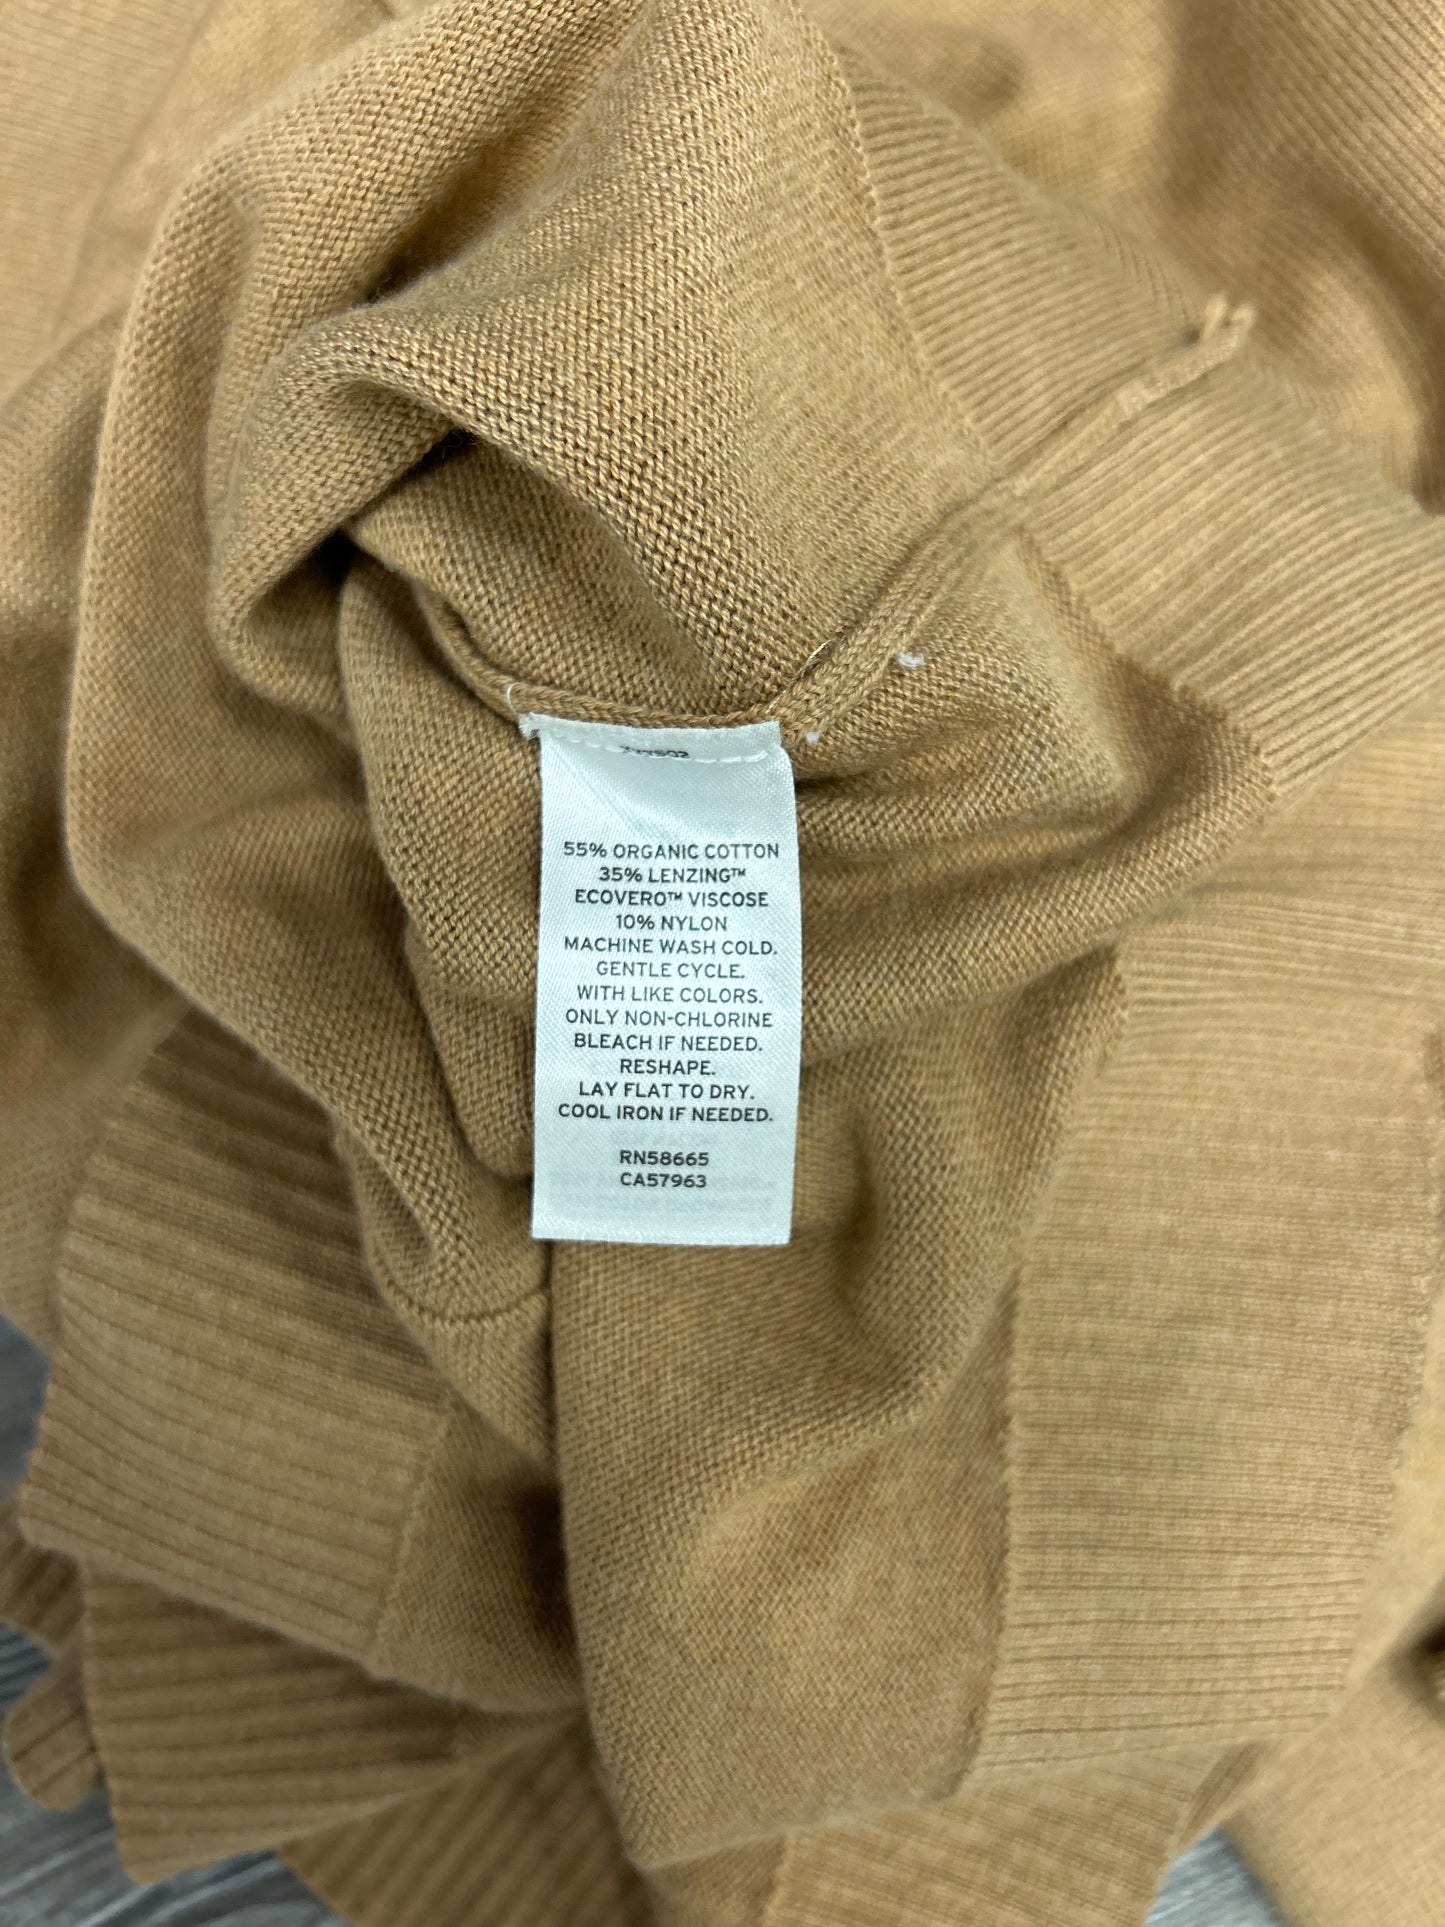 55% ORGANIC COTTON
35% LENZING™
ECOVERO™ VISCOSE
10% NYLON
MACHINE WASH COLD.
GENTLE CYCLE.
WITH LIKE COLORS.
ONLY NON-CHLORINE
BLEACH IF NEEDED.
RESHAPE.
LAY FLAT TO DRY.
COOL IRON IF NEEDED.
RN58665
CA57963